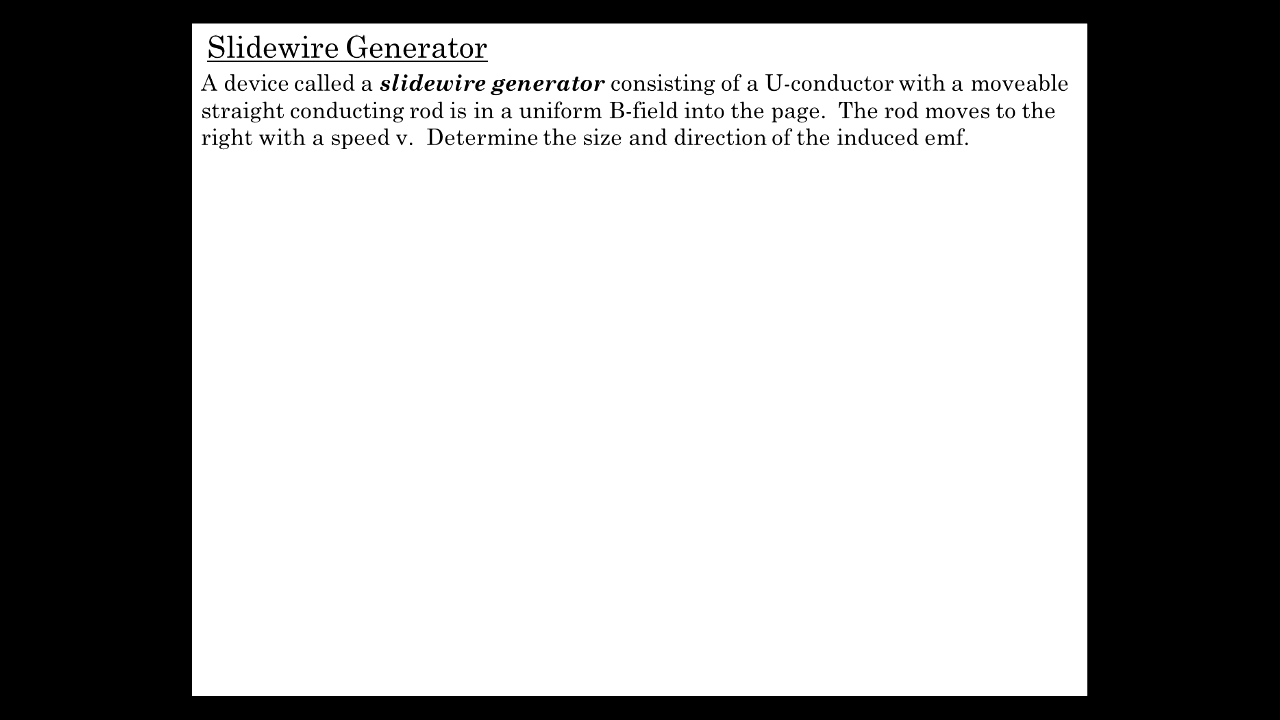 Slidewire Generator
A device called a slidewire generator consisting of a U-conductor with a moveable
straight conducting rod is in a uniform B-field into the page.  The rod moves to the
right with a speed v.  Determine the size and direction of the induced emf.